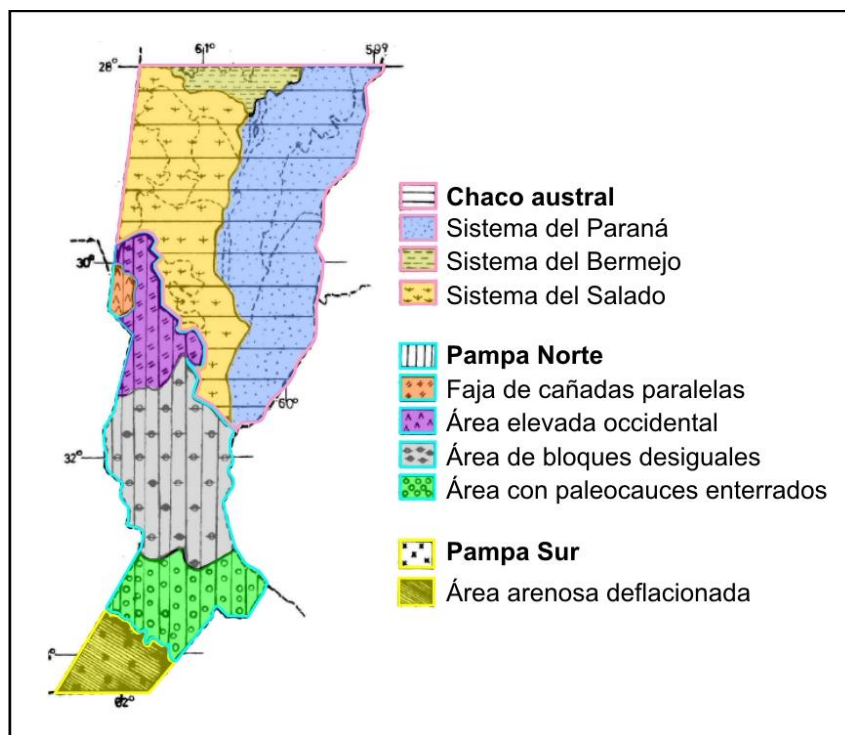 61° 59°
28°
Chaco austral
Sistema del Paraná
Sistema del Bermejo
30°
Sistema del Salado
Pampa Norte
Faja de cañadas paralelas
60
Área elevada occidental
32°
Área de bloques desiguales
Área con paleocauces enterrados
Pampa Sur
Área arenosa deflacionada
62°